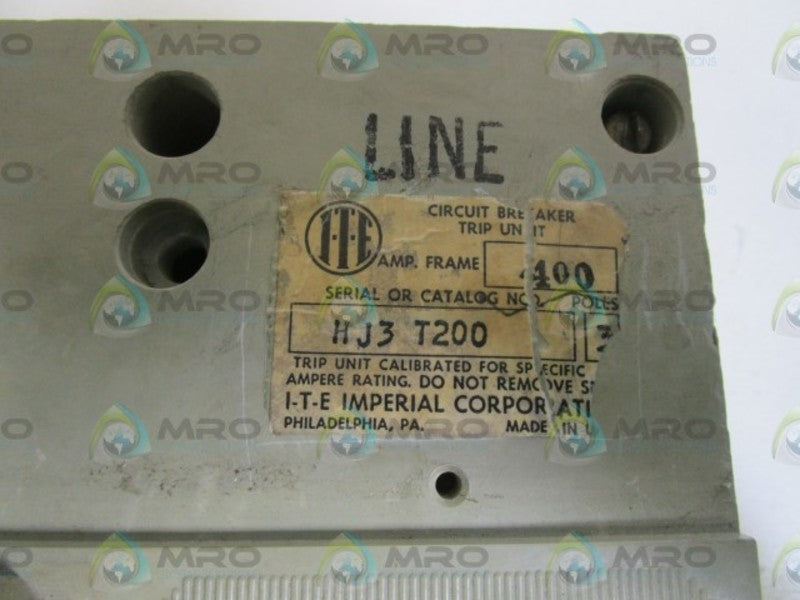 LINE
I-T-E
CIRCUIT BREAKER
TRIP UNIT
AMP. FRAME 400
SERIAL OR CATALOG NO. POLES
HJ3 T200 3
TRIP UNIT CALIBRATED FOR SPECIFIC
AMPERE RATING. DO NOT REMOVE
I-T-E IMPERIAL CORPORATI
PHILADELPHIA, PA. MADE IN U
MRO